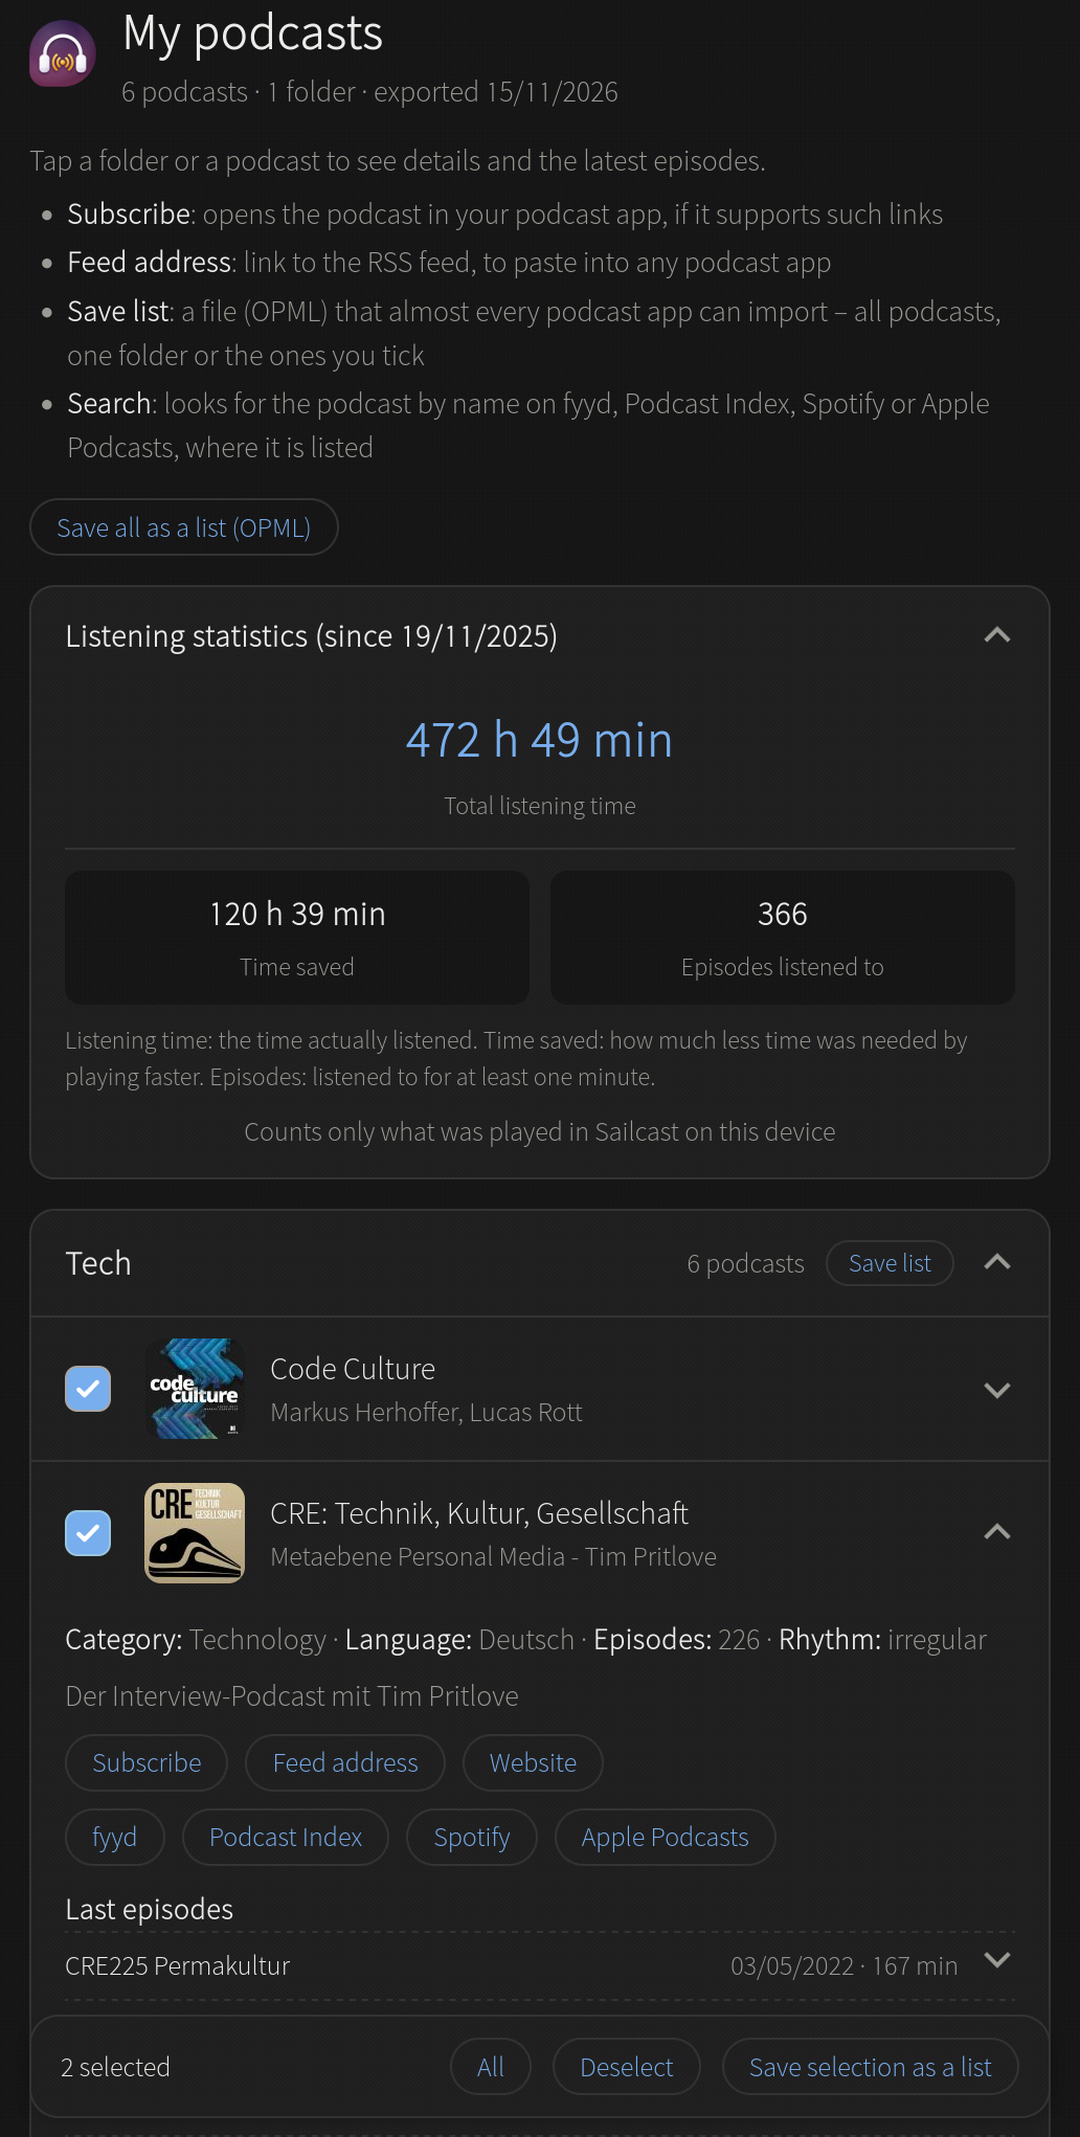 My podcasts
6 podcasts · 1 folder · exported 15/11/2026
Tap a folder or a podcast to see details and the latest episodes.
• Subscribe: opens the podcast in your podcast app, if it supports such links
• Feed address: link to the RSS feed, to paste into any podcast app
• Save list: a file (OPML) that almost every podcast app can import – all podcasts,
one folder or the ones you tick
• Search: looks for the podcast by name on fyyd, Podcast Index, Spotify or Apple
Podcasts, where it is listed
Save all as a list (OPML)
Listening statistics (since 19/11/2025)
472 h 49 min
Total listening time
120 h 39 min
Time saved
366
Episodes listened to
Listening time: the time actually listened. Time saved: how much less time was needed by
playing faster. Episodes: listened to for at least one minute.
Counts only what was played in Sailcast on this device
Tech
6 podcasts
Save list
code
culture
Code Culture
Markus Herhoffer, Lucas Rott
CRE TECHNIK
KULTUR
GESELLSCHAFT
CRE: Technik, Kultur, Gesellschaft
Metaebene Personal Media - Tim Pritlove
Category: Technology · Language: Deutsch · Episodes: 226 · Rhythm: irregular
Der Interview-Podcast mit Tim Pritlove
Subscribe
Feed address
Website
fyyd
Podcast Index
Spotify
Apple Podcasts
Last episodes
CRE225 Permakultur
03/05/2022 · 167 min
2 selected
All
Deselect
Save selection as a list